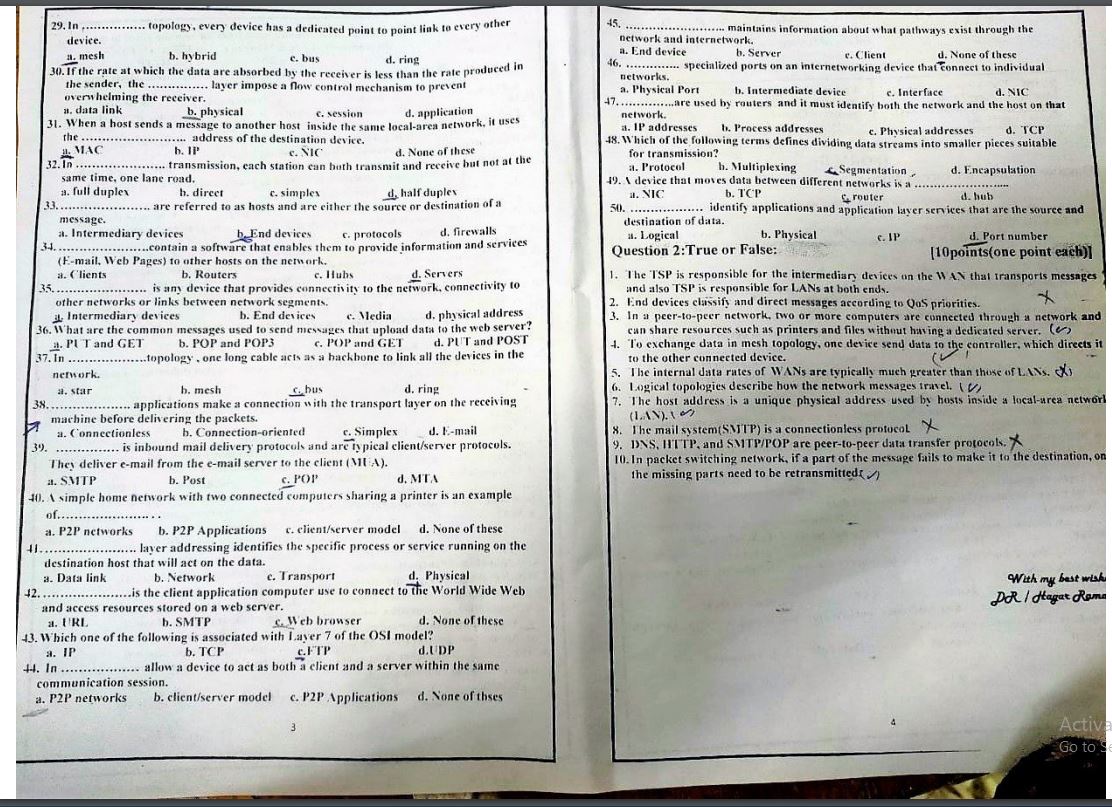 29. In ................ topology, every device has a dedicated point to point link to every other
device.
a. mesh b. hybrid c. bus d. ring
30. If the rate at which the data are absorbed by the receiver is less than the rate produced in
the sender, the ............... layer impose a flow control mechanism to prevent
overwhelming the receiver.
a. data link b. physical c. session d. application
31. When a host sends a message to another host inside the same local-area network, it uses
the .......................... address of the destination device.
a. MAC b. IP c. NIC d. None of these
32. In ...................... transmission, each station can both transmit and receive but not at the
same time, one lane road.
a. full duplex b. direct c. simplex d. half duplex
33. ...................... are referred to as hosts and are either the source or destination of a
message.
a. Intermediary devices b. End devices c. protocols d. firewalls
34. ......................contain a software that enables them to provide information and services
(E-mail, Web Pages) to other hosts on the network.
a. Clients b. Routers c. Hubs d. Servers
35. ...................... is any device that provides connectivity to the network, connectivity to
other networks or links between network segments.
a. Intermediary devices b. End devices c. Media d. physical address
36. What are the common messages used to send messages that upload data to the web server?
a. PUT and GET b. POP and POP3 c. POP and GET d. PUT and POST
37. In ....................topology , one long cable acts as a backbone to link all the devices in the
network.
a. star b. mesh c. bus d. ring
38. .................... applications make a connection with the transport layer on the receiving
machine before delivering the packets.
a. Connectionless b. Connection-oriented c. Simplex d. E-mail
39. ................. is inbound mail delivery protocols and are typical client/server protocols.
They deliver e-mail from the e-mail server to the client (MUA).
a. SMTP b. Post c. POP d. MTA
40. A simple home network with two connected computers sharing a printer is an example
of.........................
a. P2P networks b. P2P Applications c. client/server model d. None of these
41. ...................... layer addressing identifies the specific process or service running on the
destination host that will act on the data.
a. Data link b. Network c. Transport d. Physical
42. .....................is the client application computer use to connect to the World Wide Web
and access resources stored on a web server.
a. URL b. SMTP c. Web browser d. None of these
43. Which one of the following is associated with Layer 7 of the OSI model?
a. IP b. TCP c.FTP d.UDP
44. In ................... allow a device to act as both a client and a server within the same
communication session.
a. P2P networks b. client/server model c. P2P Applications d. None of thses
3
45. ........................ maintains information about what pathways exist through the
network and internetwork.
a. End device b. Server c. Client d. None of these
46. ............. specialized ports on an internetworking device that connect to individual
networks.
a. Physical Port b. Intermediate device c. Interface d. NIC
47. ...............are used by routers and it must identify both the network and the host on that
network.
a. IP addresses b. Process addresses c. Physical addresses d. TCP
48. Which of the following terms defines dividing data streams into smaller pieces suitable
for transmission?
a. Protocol b. Multiplexing c. Segmentation d. Encapsulation
49. A device that moves data between different networks is a ........................
a. NIC b. TCP c. router d. hub
50. .................. identify applications and application layer services that are the source and
destination of data.
a. Logical b. Physical c. IP d. Port number
Question 2:True or False: [10points(one point each)]
1. The TSP is responsible for the intermediary devices on the WAN that transports messages
and also TSP is responsible for LANs at both ends.
2. End devices classify and direct messages according to QoS priorities. X
3. In a peer-to-peer network, two or more computers are connected through a network and
can share resources such as printers and files without having a dedicated server. (✓)
4. To exchange data in mesh topology, one device send data to the controller, which directs it
to the other connected device. (✓)
5. The internal data rates of WANs are typically much greater than those of LANs. (X)
6. Logical topologies describe how the network messages travel. (✓)
7. The host address is a unique physical address used by hosts inside a local-area network
(LAN). (✓)
8. The mail system(SMTP) is a connectionless protocol. X
9. DNS, HTTP, and SMTP/POP are peer-to-peer data transfer protocols. X
10. In packet switching network, if a part of the message fails to make it to the destination, on
the missing parts need to be retransmitted. (✓)
With my best wish
DR / Hagar Rama
4
Activa
Go to Se